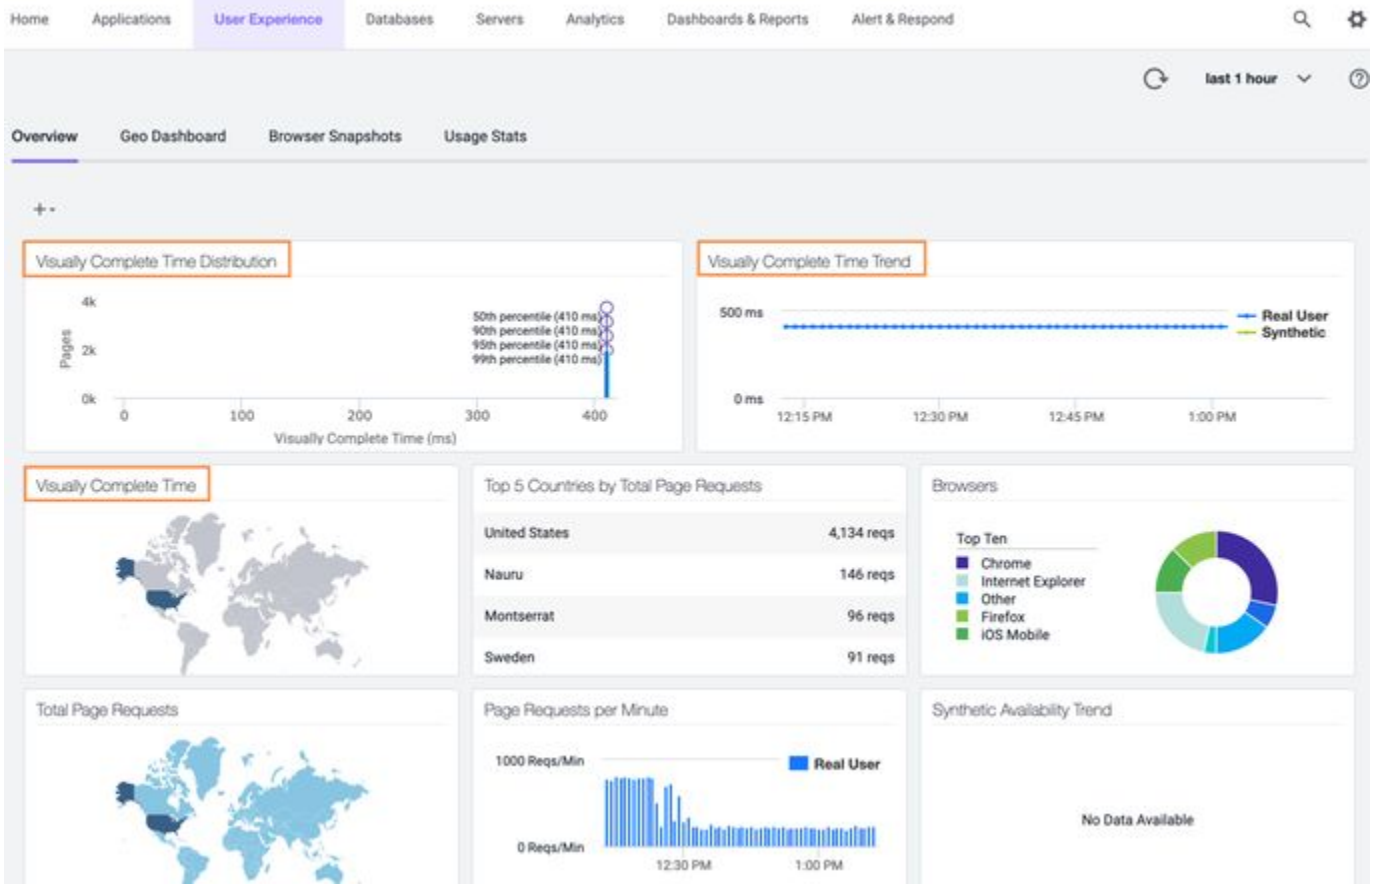 Home Applications User Experience Databases Servers Analytics Dashboards & Reports Alert & Respond
last 1 hour
Overview Geo Dashboard Browser Snapshots Usage Stats
Visually Complete Time Distribution
4k
2k
0k
Pages
50th percentile (410 ms)
90th percentile (410 ms)
95th percentile (410 ms)
99th percentile (410 ms)
0 100 200 300 400
Visually Complete Time (ms)
Visually Complete Time Trend
500 ms
0 ms
Real User
Synthetic
12:15 PM 12:30 PM 12:45 PM 1:00 PM
Visually Complete Time
Top 5 Countries by Total Page Requests
United States 4,134 reqs
Nauru 146 reqs
Montserrat 96 reqs
Sweden 91 reqs
Browsers
Top Ten
Chrome
Internet Explorer
Other
Firefox
iOS Mobile
Total Page Requests
Page Requests per Minute
1000 Reqs/Min
Real User
0 Reqs/Min
12:30 PM 1:00 PM
Synthetic Availability Trend
No Data Available